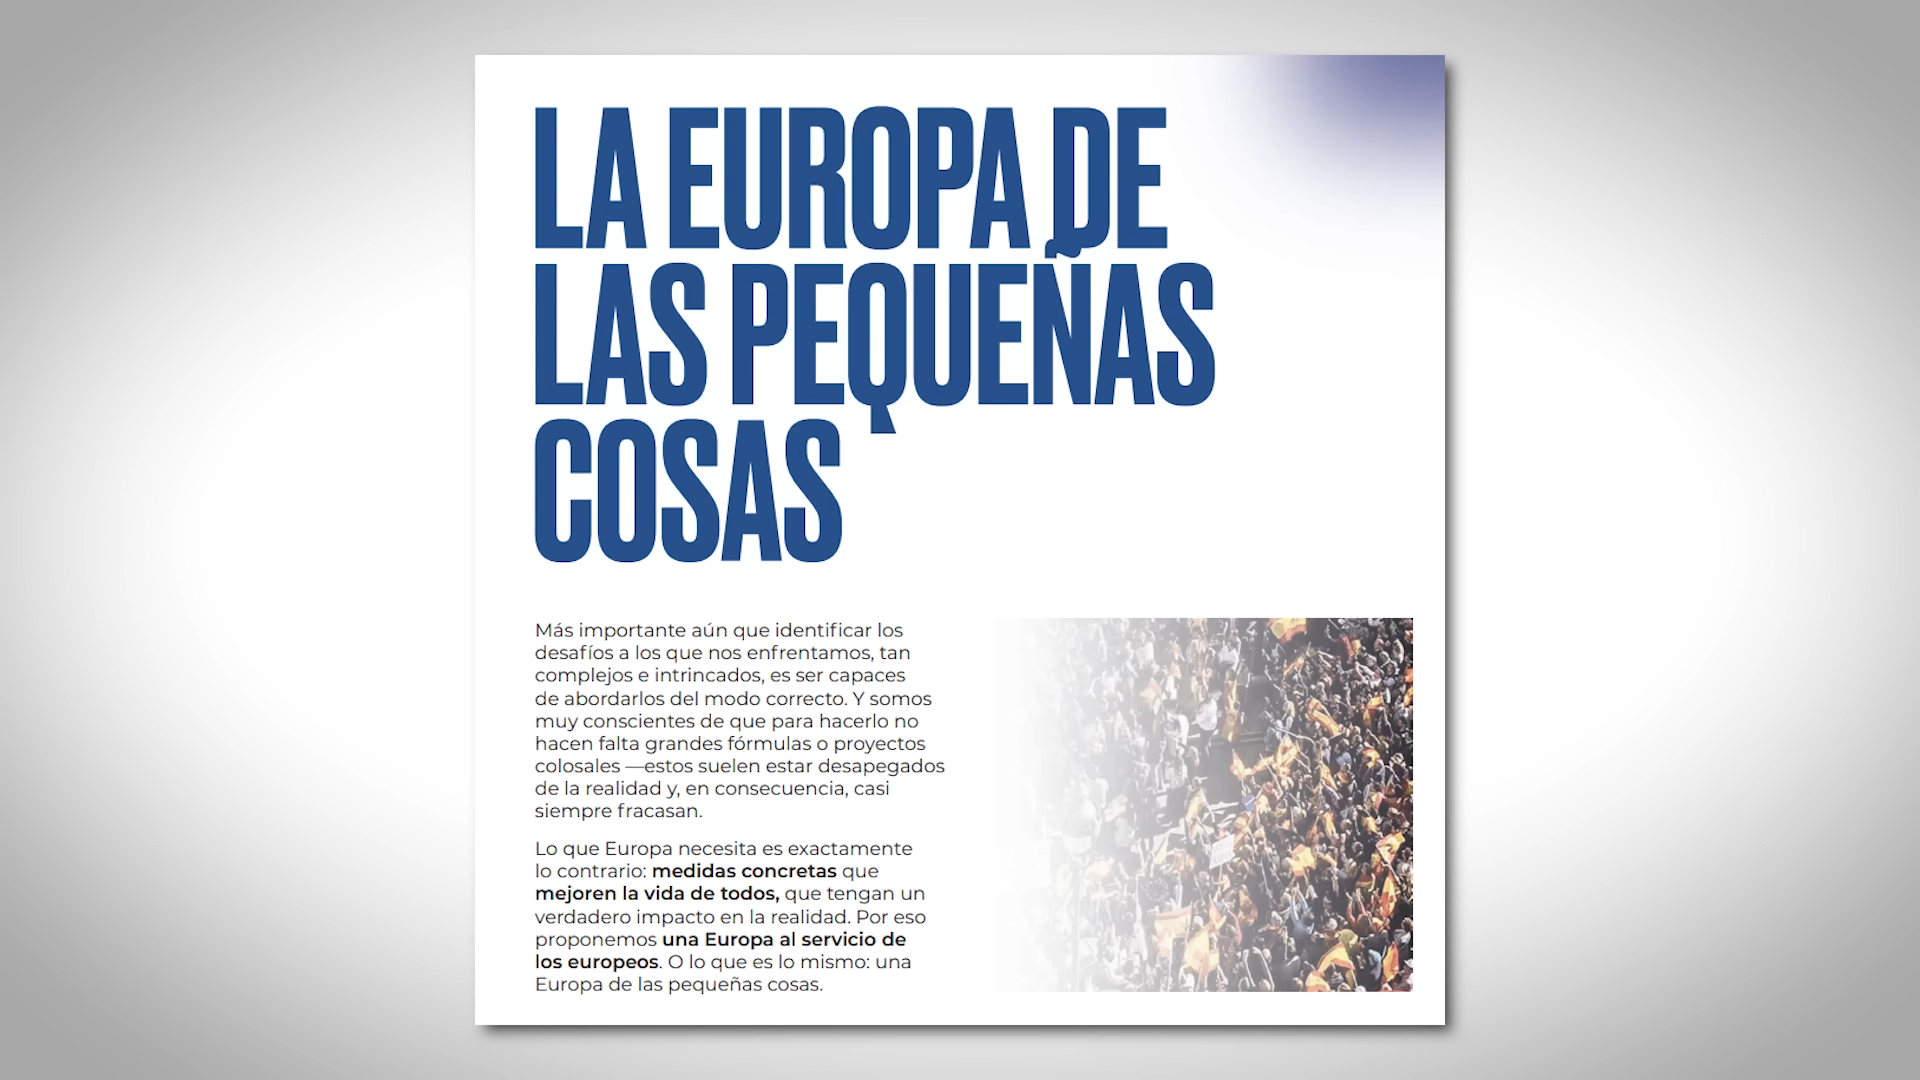 LA EUROPA DE
LAS PEQUEÑAS
COSAS
Más importante aún que identificar los
desafíos a los que nos enfrentamos, tan
complejos e intrincados, es ser capaces
de abordarlos del modo correcto. Y somos
muy conscientes de que para hacerlo no
hacen falta grandes fórmulas o proyectos
colosales —estos suelen estar desapegados
de la realidad y, en consecuencia, casi
siempre fracasan.
Lo que Europa necesita es exactamente
lo contrario: medidas concretas que
mejoren la vida de todos, que tengan un
verdadero impacto en la realidad. Por eso
proponemos una Europa al servicio de
los europeos. O lo que es lo mismo: una
Europa de las pequeñas cosas.